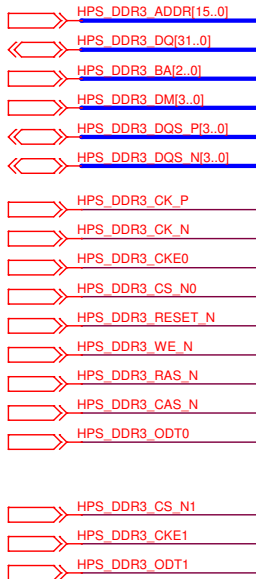 HPS_DDR3_ADDR[15..0]
HPS_DDR3_DQ[31..0]
HPS_DDR3_BA[2..0]
HPS_DDR3_DM[3..0]
HPS_DDR3_DQS_P[3..0]
HPS_DDR3_DQS_N[3..0]
HPS_DDR3_CK_P
HPS_DDR3_CK_N
HPS_DDR3_CKE0
HPS_DDR3_CS_N0
HPS_DDR3_RESET_N
HPS_DDR3_WE_N
HPS_DDR3_RAS_N
HPS_DDR3_CAS_N
HPS_DDR3_ODT0
HPS_DDR3_CS_N1
HPS_DDR3_CKE1
HPS_DDR3_ODT1